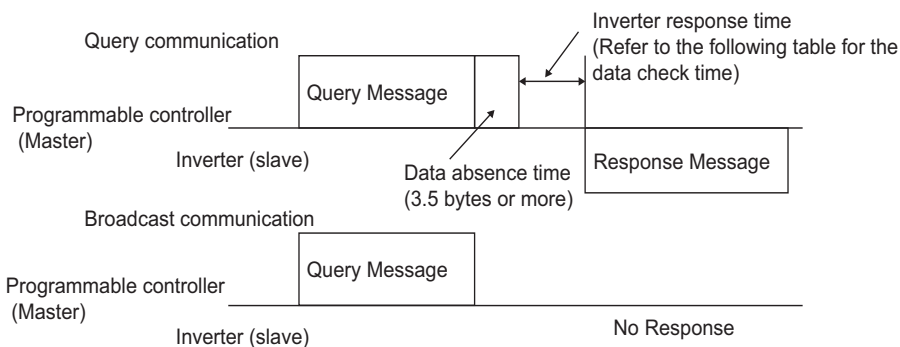 Query communication
Inverter response time
(Refer to the following table for the
data check time)
Query Message
Programmable controller
(Master)
Inverter (slave)
Data absence time
(3.5 bytes or more)
Response Message
Broadcast communication
Query Message
Programmable controller
(Master)
Inverter (slave)
No Response